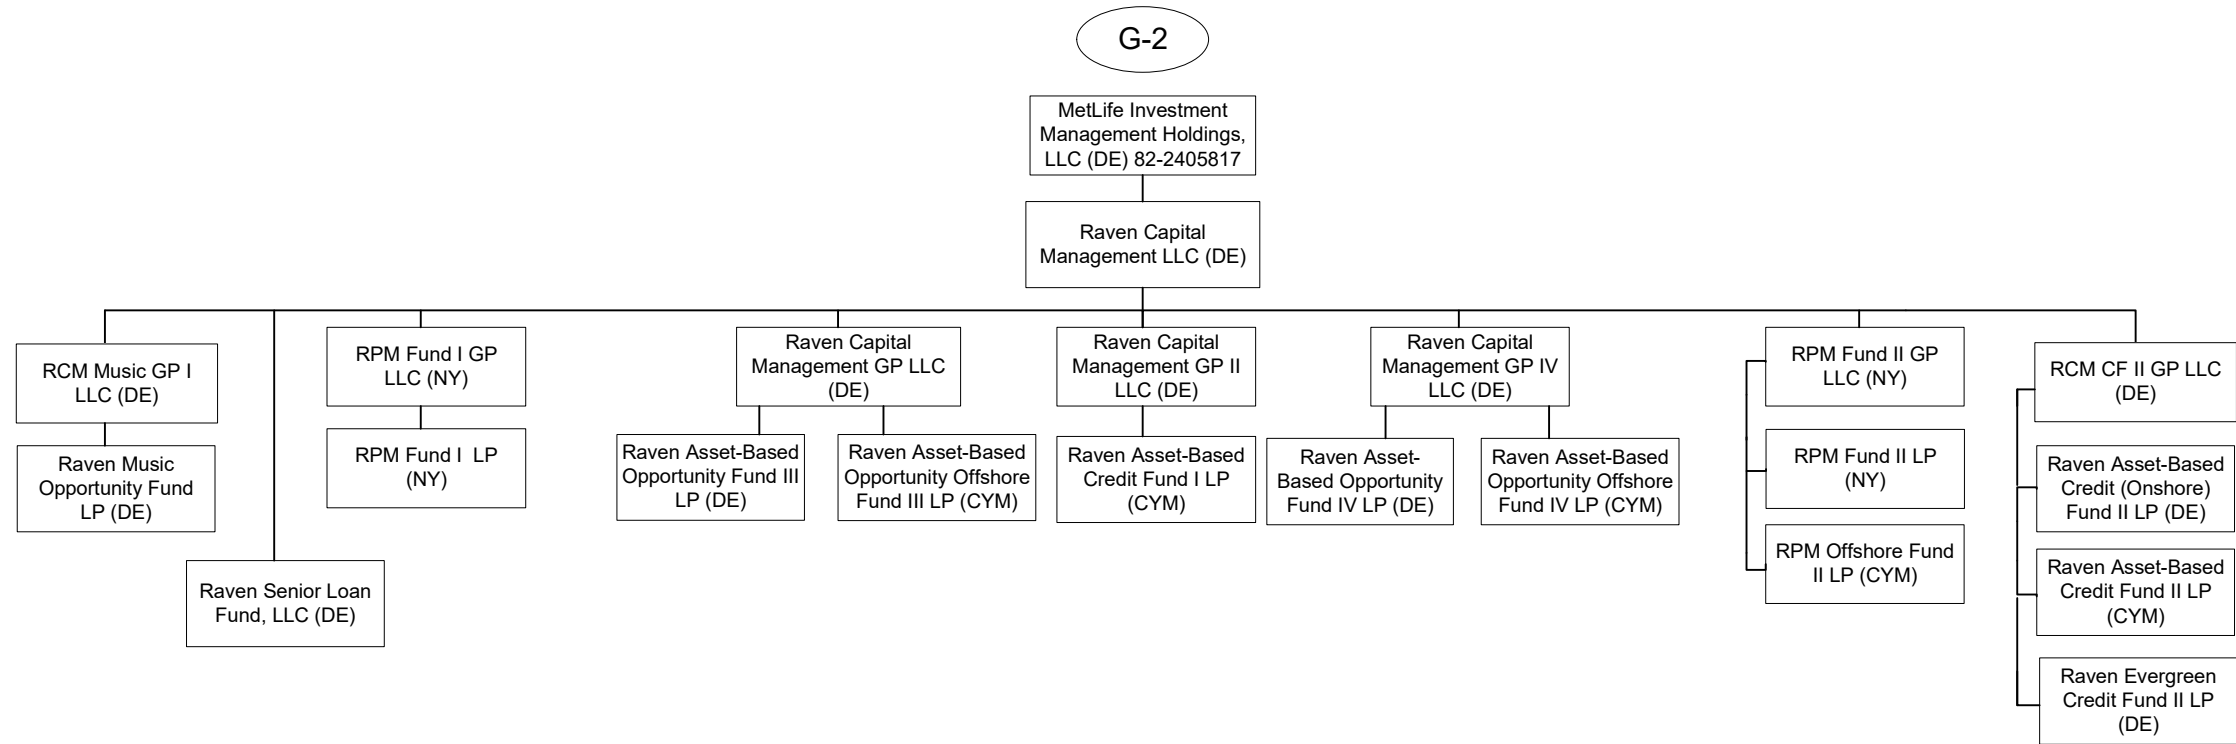 G-2
MetLife Investment
Management Holdings,
LLC (DE) 82-2405817
Raven Capital
Management LLC (DE)
RCM Music GP I
LLC (DE)
Raven Music
Opportunity Fund
LP (DE)
Raven Senior Loan
Fund, LLC (DE)
RPM Fund I GP
LLC (NY)
RPM Fund I  LP
(NY)
Raven Capital
Management GP LLC
(DE)
Raven Asset-Based
Opportunity Fund III
LP (DE)
Raven Asset-Based
Opportunity Offshore
Fund III LP (CYM)
Raven Capital
Management GP II
LLC (DE)
Raven Asset-Based
Credit Fund I LP
(CYM)
Raven Capital
Management GP IV
LLC (DE)
Raven Asset-
Based Opportunity
Fund IV LP (DE)
Raven Asset-Based
Opportunity Offshore
Fund IV LP (CYM)
RPM Fund II GP
LLC (NY)
RPM Fund II LP
(NY)
RPM Offshore Fund
II LP (CYM)
RCM CF II GP LLC
(DE)
Raven Asset-Based
Credit (Onshore)
Fund II LP (DE)
Raven Asset-Based
Credit Fund II LP
(CYM)
Raven Evergreen
Credit Fund II LP
(DE)